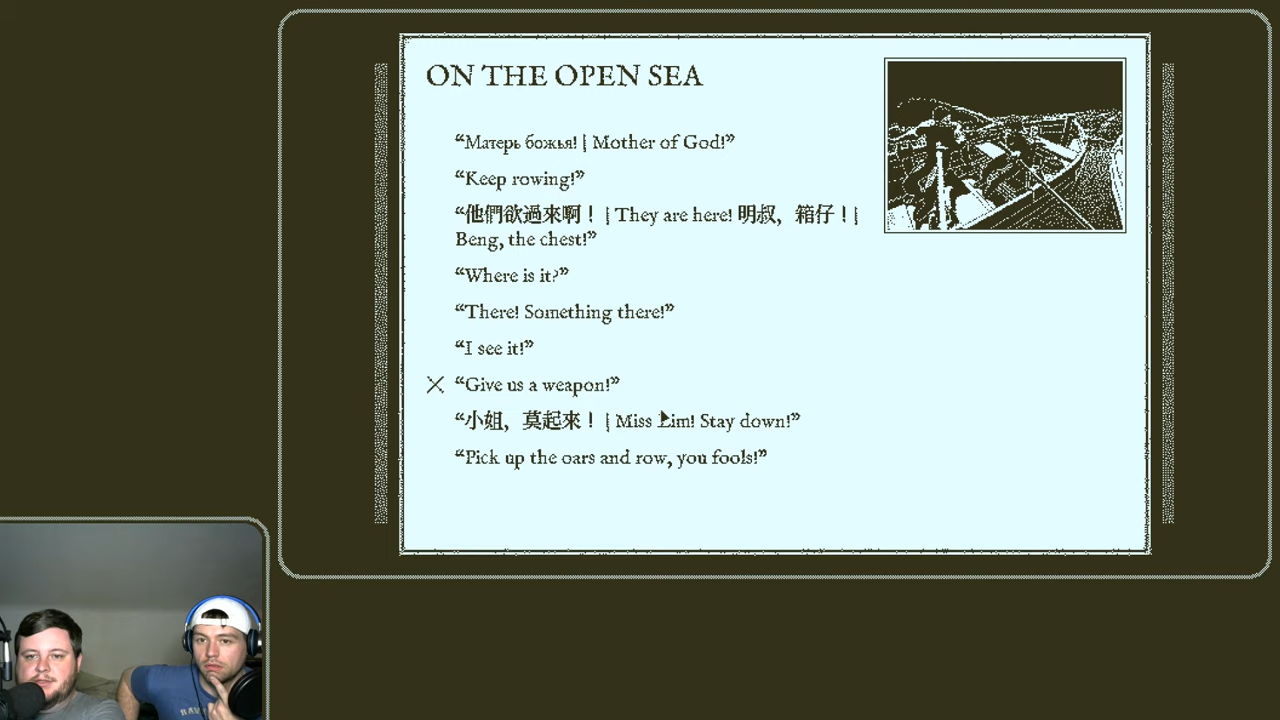 ON THE OPEN SEA
“Матерь божья! | Mother of God!”
“Keep rowing!”
“他們欲過來啊！ | They are here! 明叔，箱仔！|
Beng, the chest!”
“Where is it?”
“There! Something there!”
“I see it!”
“Give us a weapon!”
“小姐，莫起來！ | Miss Lim! Stay down!”
“Pick up the oars and row, you fools!”